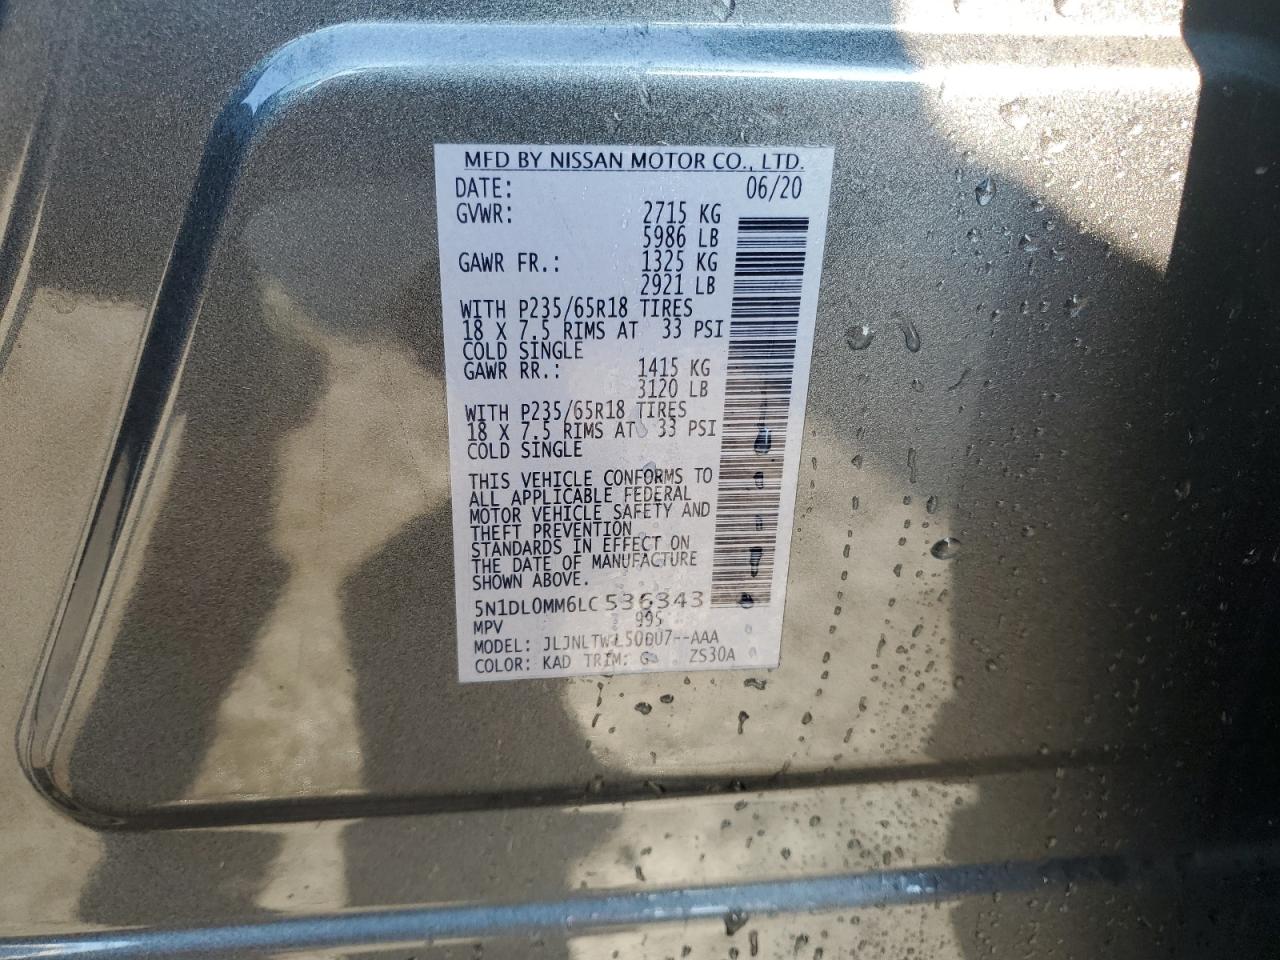 MFD BY NISSAN MOTOR CO., LTD.
DATE: 06/20
GVWR: 2715 KG
5986 LB
GAWR FR.: 1325 KG
2921 LB
WITH P235/65R18 TIRES
18 X 7.5 RIMS AT 33 PSI
COLD SINGLE
GAWR RR.: 1415 KG
3120 LB
WITH P235/65R18 TIRES
18 X 7.5 RIMS AT 33 PSI
COLD SINGLE
THIS VEHICLE CONFORMS TO
ALL APPLICABLE FEDERAL
MOTOR VEHICLE SAFETY AND
THEFT PREVENTION
STANDARDS IN EFFECT ON
THE DATE OF MANUFACTURE
SHOWN ABOVE.
5N1DL0MM6LC536343
MPV 995
MODEL:
COLOR: KAD TRIM: ZS30A